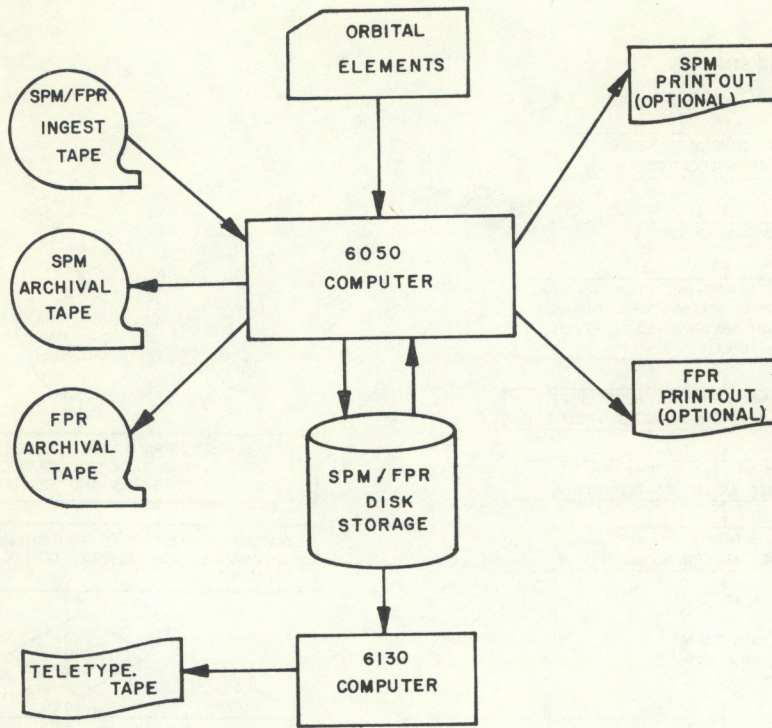 ORBITAL
ELEMENTS
SPM
PRINTOUT
(OPTIONAL)
SPM/FPR
INGEST
TAPE
6050
COMPUTER
SPM
ARCHIVAL
TAPE
FPR
PRINTOUT
(OPTIONAL)
FPR
ARCHIVAL
TAPE
SPM/FPR
DISK
STORAGE
6130
COMPUTER
TELETYPE.
TAPE